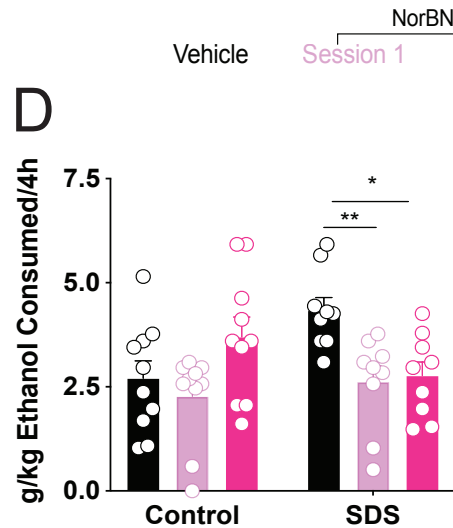 NorBN
Vehicle Session 1
D
g/kg Ethanol Consumed/4h
7.5
*
**
5.0
2.5
0.0
Control SDS